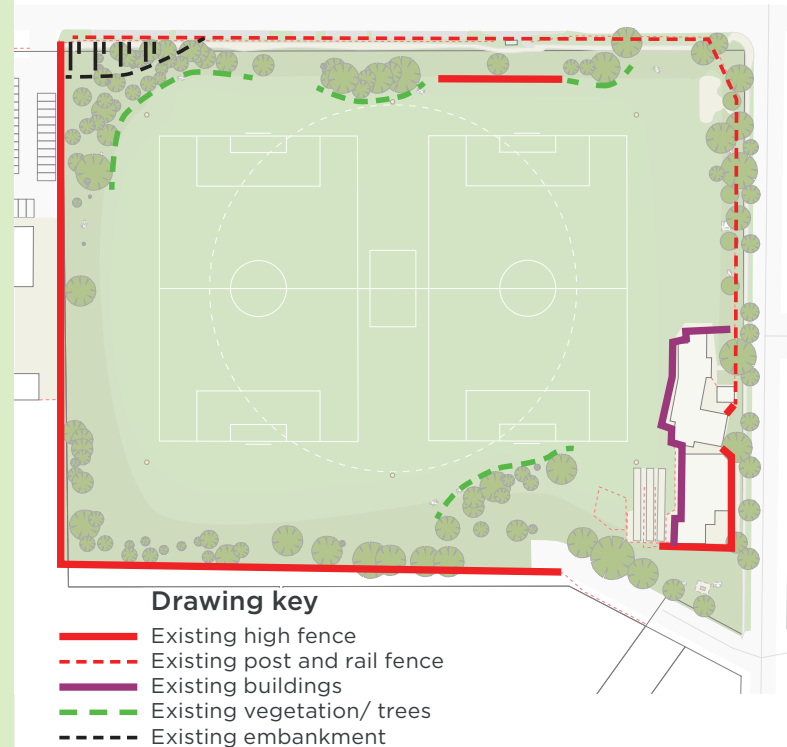 Drawing key
Existing high fence
Existing post and rail fence
Existing buildings
Existing vegetation/ trees
Existing embankment